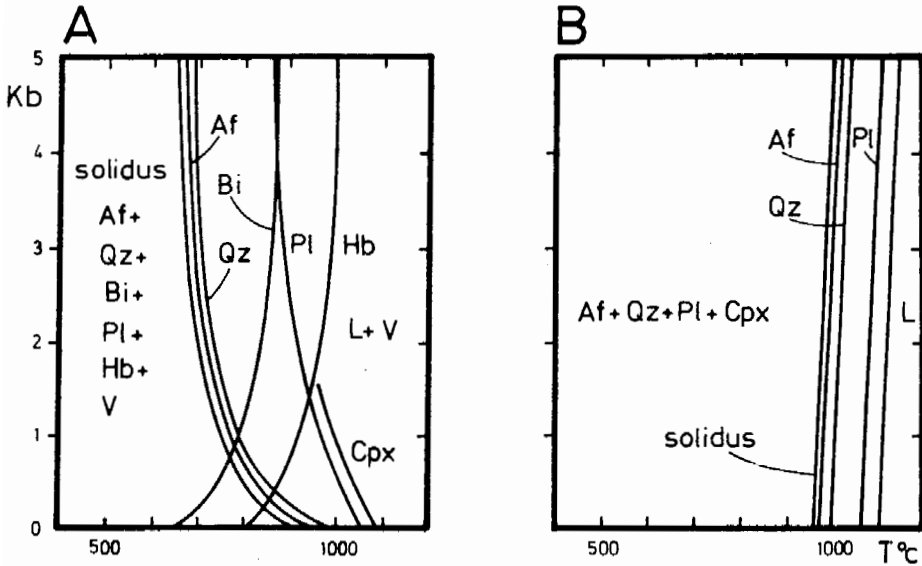 A
5
Kb
4
3
2
1
0
500
1000
solidus
Af+
Qz+
Bi+
Pl+
Hb+
V
Af
Bi
Qz
Pl
Hb
L+ V
Cpx
B
Af
Pl
Qz
Af+Qz+Pl+Cpx
L
solidus
500
1000
T°C